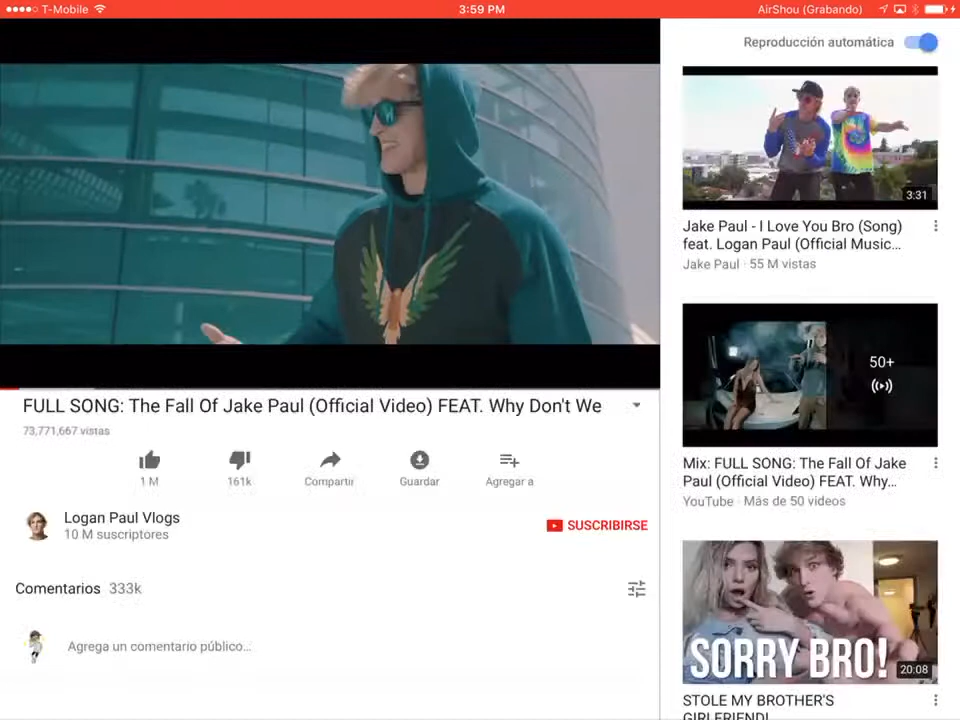 T-Mobile
3:59 PM
AirShou (Grabando)
Reproducción automática
3:31
Jake Paul - I Love You Bro (Song)
feat. Logan Paul (Official Music...
Jake Paul · 55 M vistas
50+
Mix: FULL SONG: The Fall Of Jake
Paul (Official Video) FEAT. Why...
YouTube · Más de 50 videos
SORRY BRO!
20:08
STOLE MY BROTHER'S
GIRLFRIEND!
FULL SONG: The Fall Of Jake Paul (Official Video) FEAT. Why Don't We
73,771,667 vistas
1 M
161k
Compartir
Guardar
Agregar a
Logan Paul Vlogs
10 M suscriptores
SUSCRIBIRSE
Comentarios 333k
Agrega un comentario público...